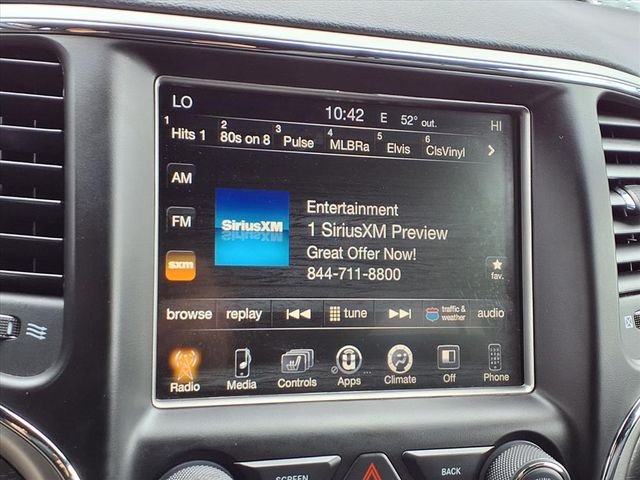 LO 10:42 E 52° out. HI
1 Hits 1 2 80s on 8 3 Pulse 4 MLBRa 5 Elvis 6 ClsVinyl >
AM
FM
sxm
SiriusXM
Entertainment
1 SiriusXM Preview
Great Offer Now!
844-711-8800
fav.
browse replay tune traffic & weather audio
Radio Media Controls Apps Climate Off Phone
SCREEN BACK